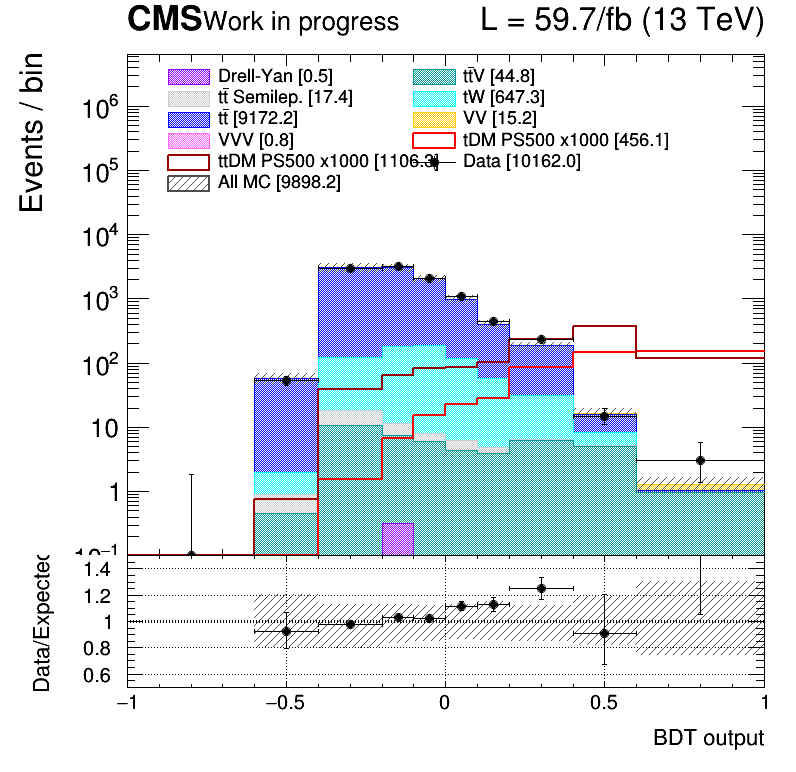 CMS Work in progress L = 59.7/fb (13 TeV)
Events / bin
Drell-Yan [0.5] tt̄V [44.8]
tt̄ Semilep. [17.4] tW [647.3]
tt̄ [9172.2] VV [15.2]
VVV [0.8] tDM PS500 x1000 [456.1]
ttDM PS500 x1000 [1106.3] Data [10162.0]
All MC [9898.2]
10⁶
10⁵
10⁴
10³
10²
10
1
10⁻¹
Data/Expected
1.4
1.2
1
0.8
0.6
−1 −0.5 0 0.5 1
BDT output